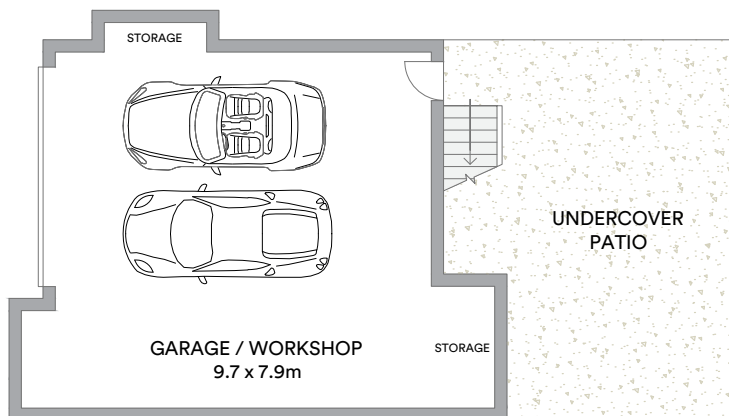 STORAGE
UNDERCOVER
PATIO
GARAGE / WORKSHOP
9.7 x 7.9m
STORAGE